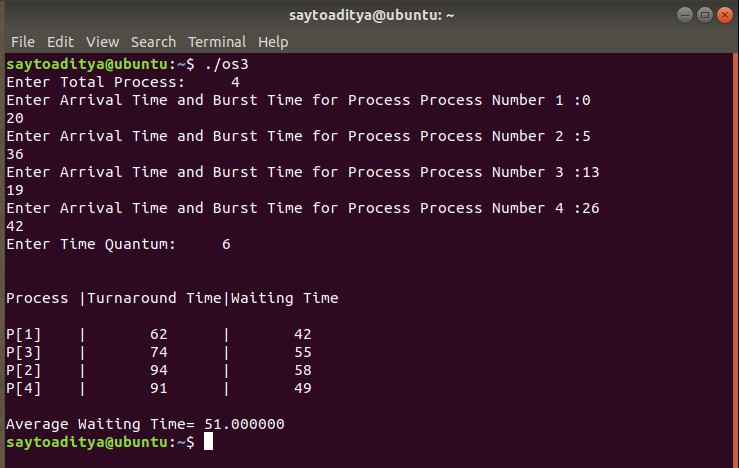 saytoaditya@ubuntu: ~
File Edit View Search Terminal Help
saytoaditya@ubuntu:~$ ./os3
Enter Total Process:     4
Enter Arrival Time and Burst Time for Process Process Number 1 :0
20
Enter Arrival Time and Burst Time for Process Process Number 2 :5
36
Enter Arrival Time and Burst Time for Process Process Number 3 :13
19
Enter Arrival Time and Burst Time for Process Process Number 4 :26
42
Enter Time Quantum:     6
Process |Turnaround Time|Waiting Time
P[1]    |       62      |       42
P[3]    |       74      |       55
P[2]    |       94      |       58
P[4]    |       91      |       49
Average Waiting Time= 51.000000
saytoaditya@ubuntu:~$